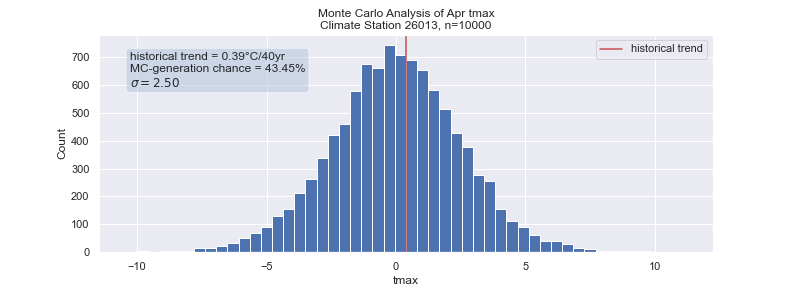 Monte Carlo Analysis of Apr tmax
Climate Station 26013, n=10000
historical trend = 0.39°C/40yr
MC-generation chance = 43.45%
σ = 2.50
historical trend
700
600
500
400
300
200
100
0
Count
−10
−5
0
5
10
tmax